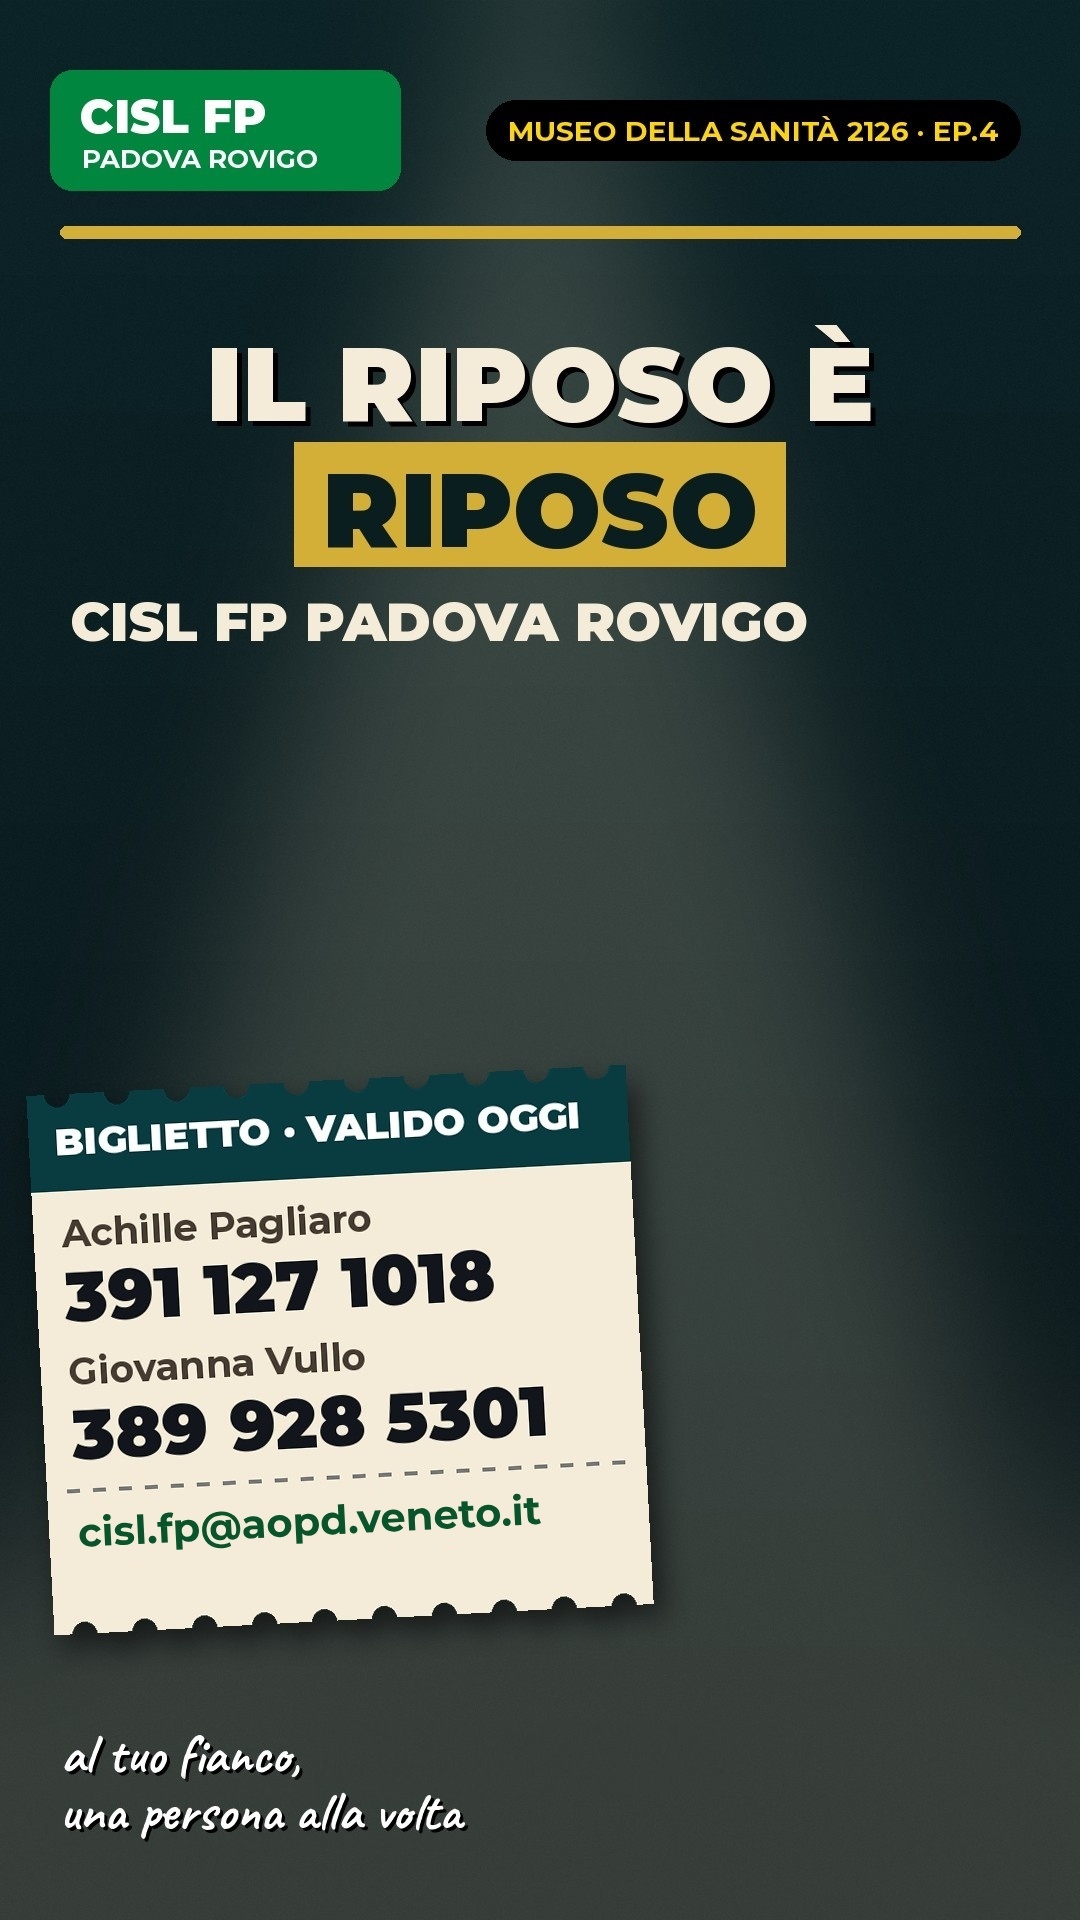 CISL FP
PADOVA ROVIGO
MUSEO DELLA SANITÀ 2126 · EP.4
IL RIPOSO È
RIPOSO
CISL FP PADOVA ROVIGO
BIGLIETTO · VALIDO OGGI
Achille Pagliaro
391 127 1018
Giovanna Vullo
389 928 5301
cisl.fp@aopd.veneto.it
al tuo fianco,
una persona alla volta